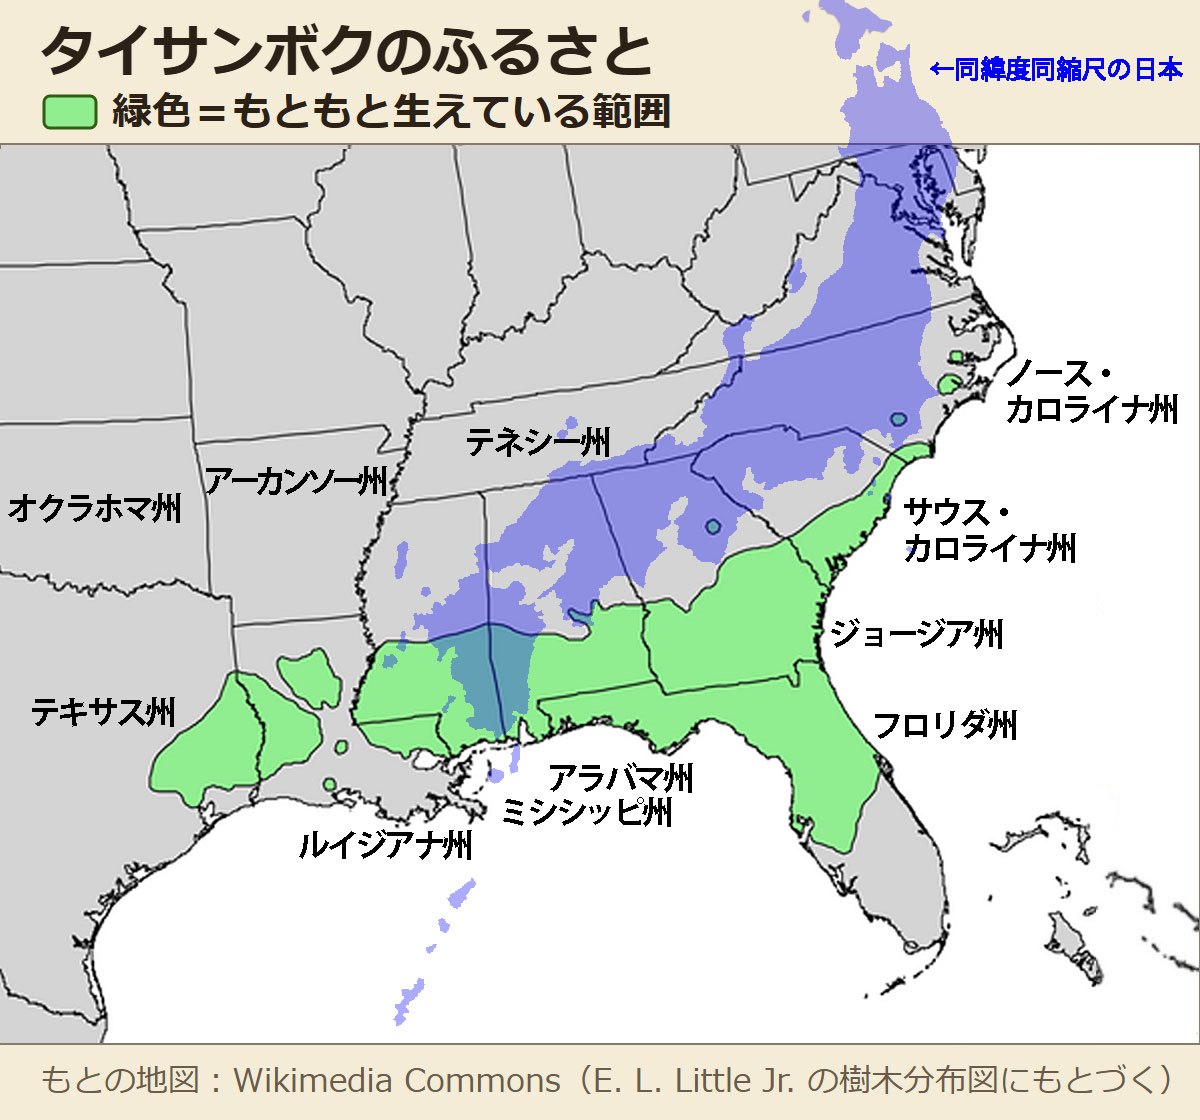 タイサンボクのふるさと
緑色＝もともと生えている範囲
←同緯度同縮尺の日本
ノース・
カロライナ州
テネシー州
アーカンソー州
オクラホマ州
サウス・
カロライナ州
ジョージア州
テキサス州
フロリダ州
アラバマ州
ミシシッピ州
ルイジアナ州
もとの地図：Wikimedia Commons（E. L. Little Jr. の樹木分布図にもとづく）